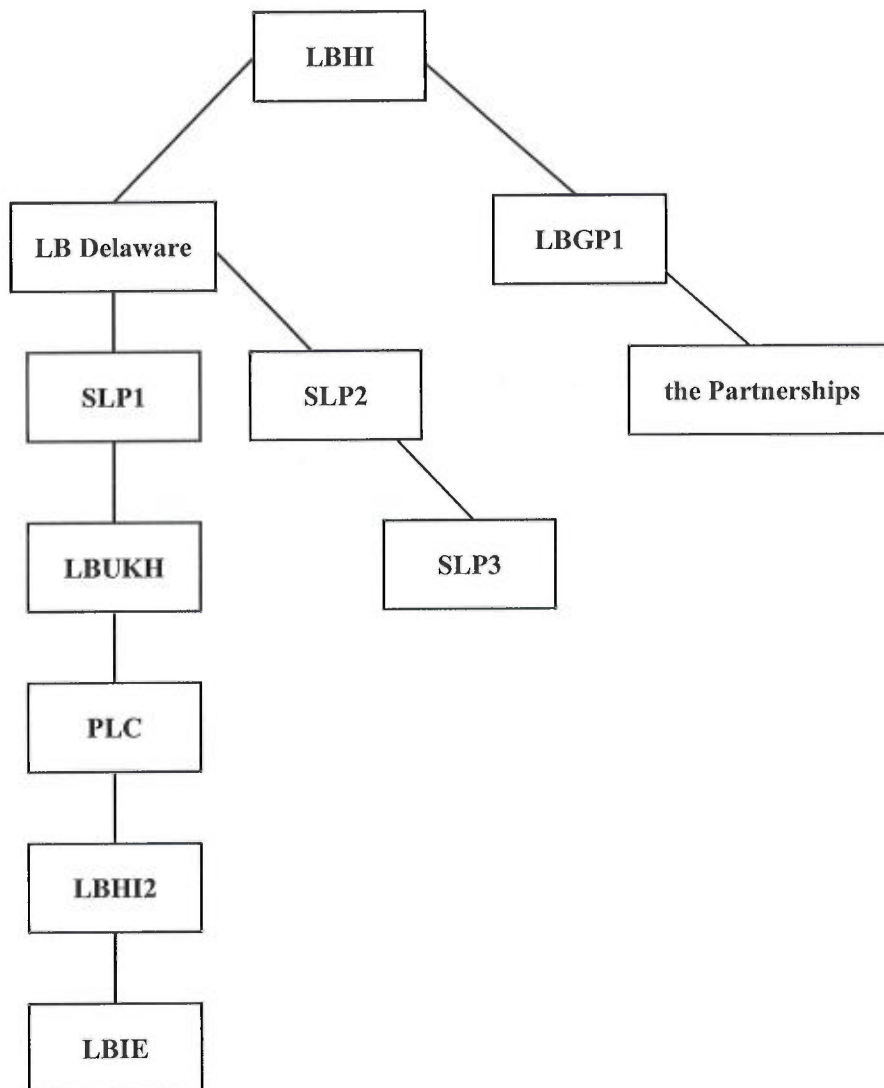 LBHI
LB Delaware
LBGP1
SLP1
SLP2
the Partnerships
LBUKH
SLP3
PLC
LBHI2
LBIE